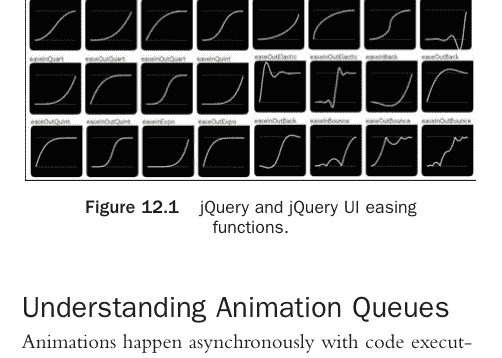 easeInQuart easeOutQuart easeInOutQuart easeInQuint easeOutElastic easeInOutElastic easeInBack easeOutBack
easeOutQuint easeInOutQuint easeInExpo easeOutExpo easeInOutBack easeInBounce easeOutBounce easeInOutBounce
Figure 12.1 jQuery and jQuery UI easing
functions.
Understanding Animation Queues
Animations happen asynchronously with code execut-